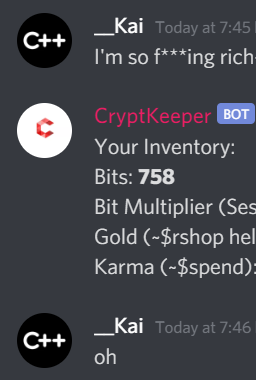 C++
__Kai Today at 7:45
I'm so f***ing rich
CryptKeeper BOT
Your Inventory:
Bits: 758
Bit Multiplier (Ses
Gold (~$rshop hel
Karma (~$spend):
C++
__Kai Today at 7:46
oh